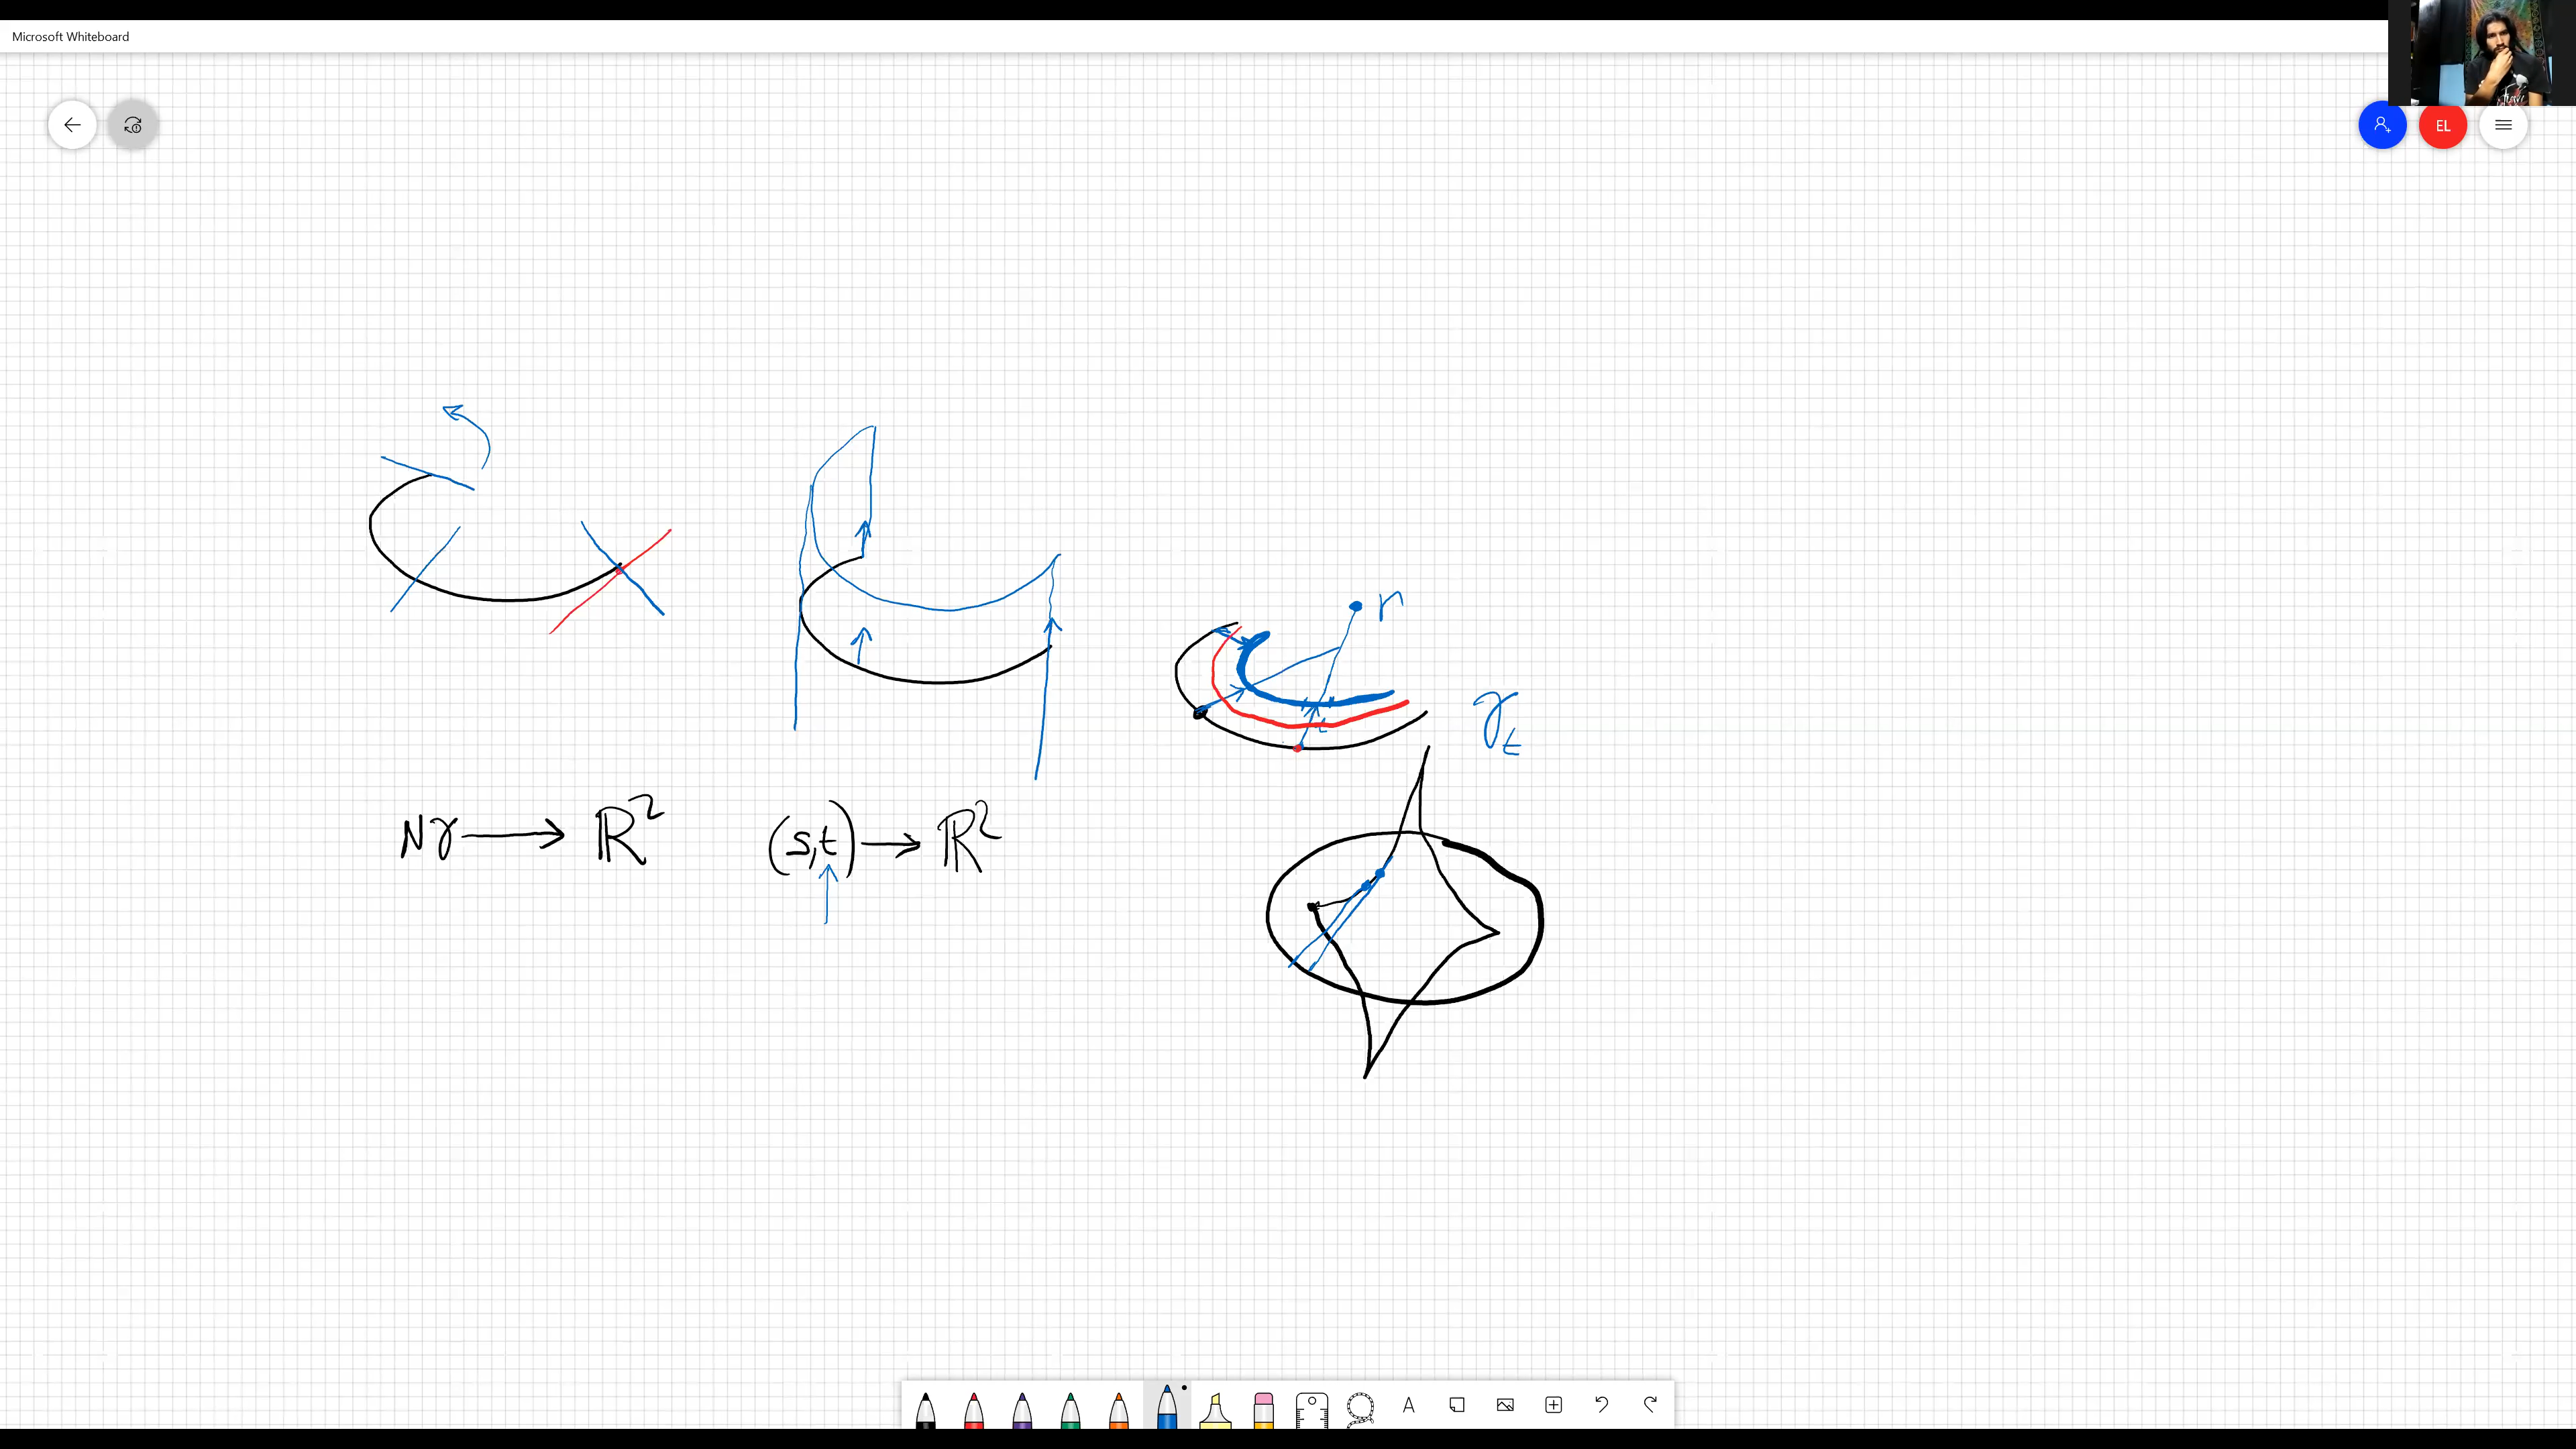 Microsoft Whiteboard
EL
r
γₜ
t
Nγ → ℝ²
(s,t) → ℝ²
A